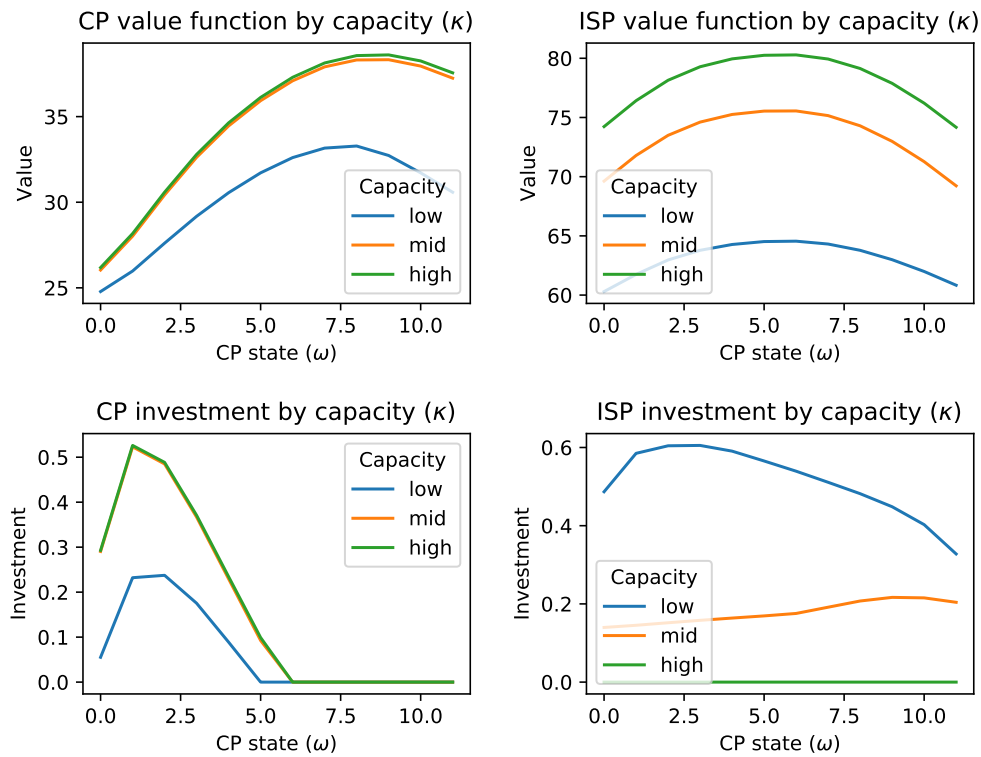 CP value function by capacity (κ)
Value
35
30
25
0.0 2.5 5.0 7.5 10.0
CP state (ω)
Capacity
low
mid
high
ISP value function by capacity (κ)
Value
80
75
70
65
60
0.0 2.5 5.0 7.5 10.0
CP state (ω)
Capacity
low
mid
high
CP investment by capacity (κ)
Investment
0.5
0.4
0.3
0.2
0.1
0.0
0.0 2.5 5.0 7.5 10.0
CP state (ω)
Capacity
low
mid
high
ISP investment by capacity (κ)
Investment
0.6
0.4
0.2
0.0
0.0 2.5 5.0 7.5 10.0
CP state (ω)
Capacity
low
mid
high